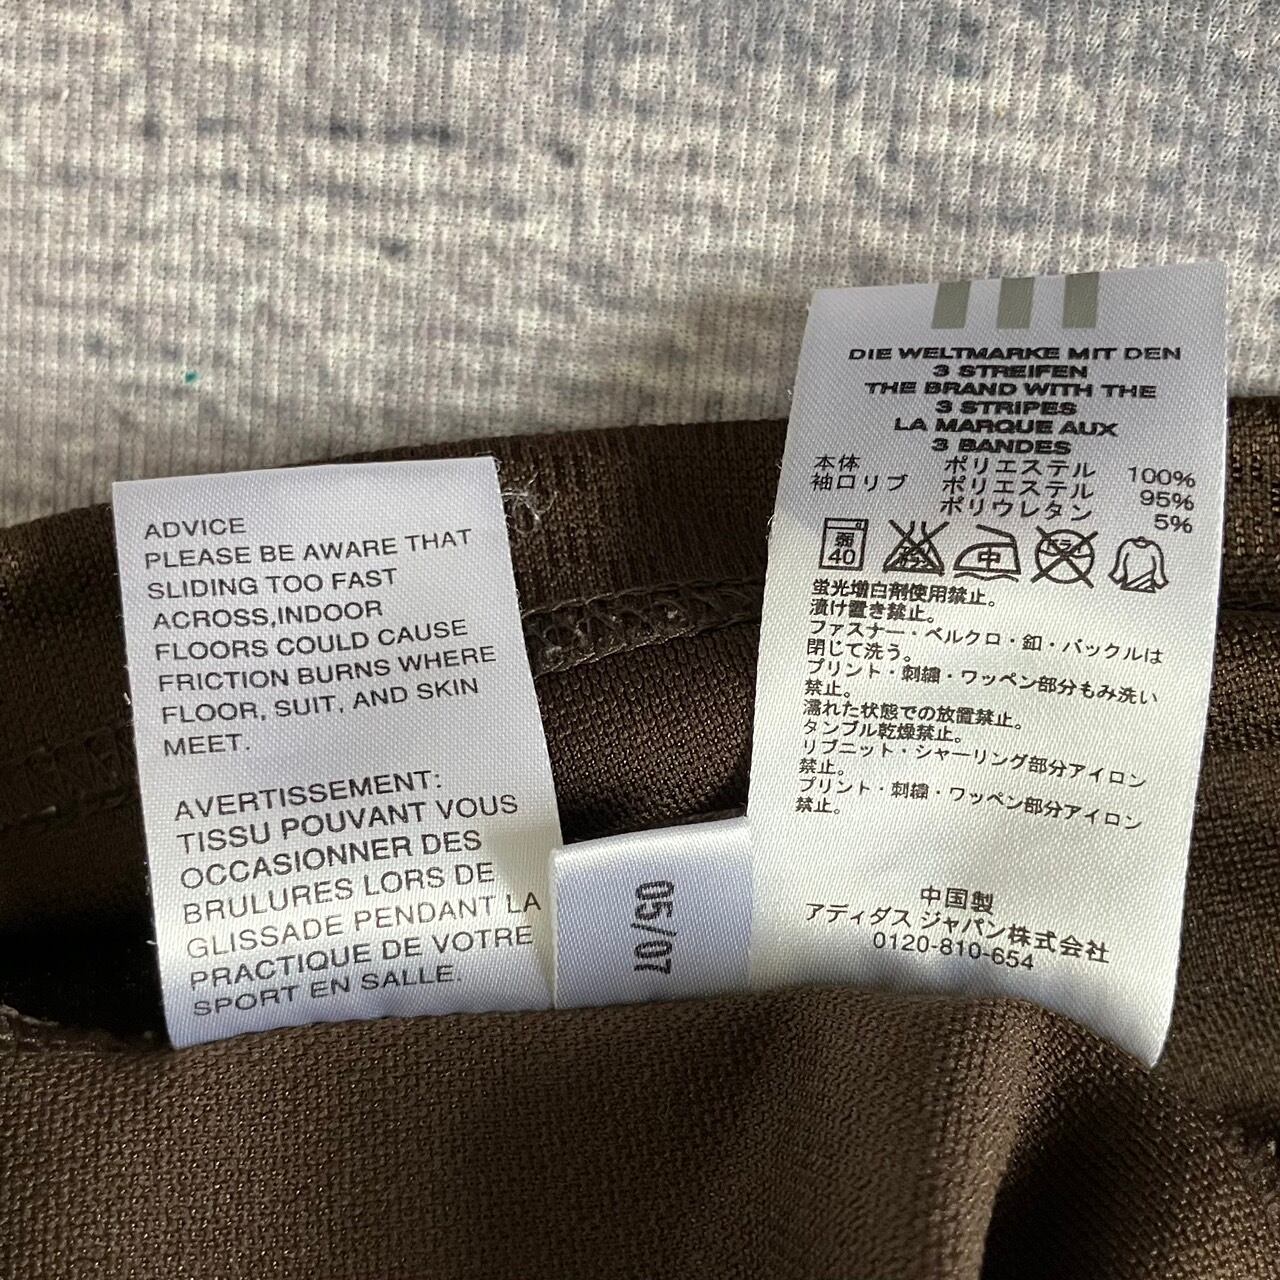 ADVICE
PLEASE BE AWARE THAT
SLIDING TOO FAST
ACROSS,INDOOR
FLOORS COULD CAUSE
FRICTION BURNS WHERE
FLOOR, SUIT, AND SKIN
MEET.
AVERTISSEMENT:
TISSU POUVANT VOUS
OCCASIONNER DES
BRULURES LORS DE
GLISSADE PENDANT LA
PRACTIQUE DE VOTRE
SPORT EN SALLE.
05/07
DIE WELTMARKE MIT DEN
3 STREIFEN
THE BRAND WITH THE
3 STRIPES
LA MARQUE AUX
3 BANDES
本体 ポリエステル 100%
袖口リブ ポリエステル 95%
ポリウレタン 5%
弱 中
40
蛍光増白剤使用禁止。
漬け置き禁止。
ファスナー・ベルクロ・釦・バックルは
閉じて洗う。
プリント・刺繍・ワッペン部分もみ洗い
禁止。
濡れた状態での放置禁止。
タンブル乾燥禁止。
リブニット・シャーリング部分アイロン
禁止。
プリント・刺繍・ワッペン部分アイロン
禁止。
中国製
アディダス ジャパン株式会社
0120-810-654